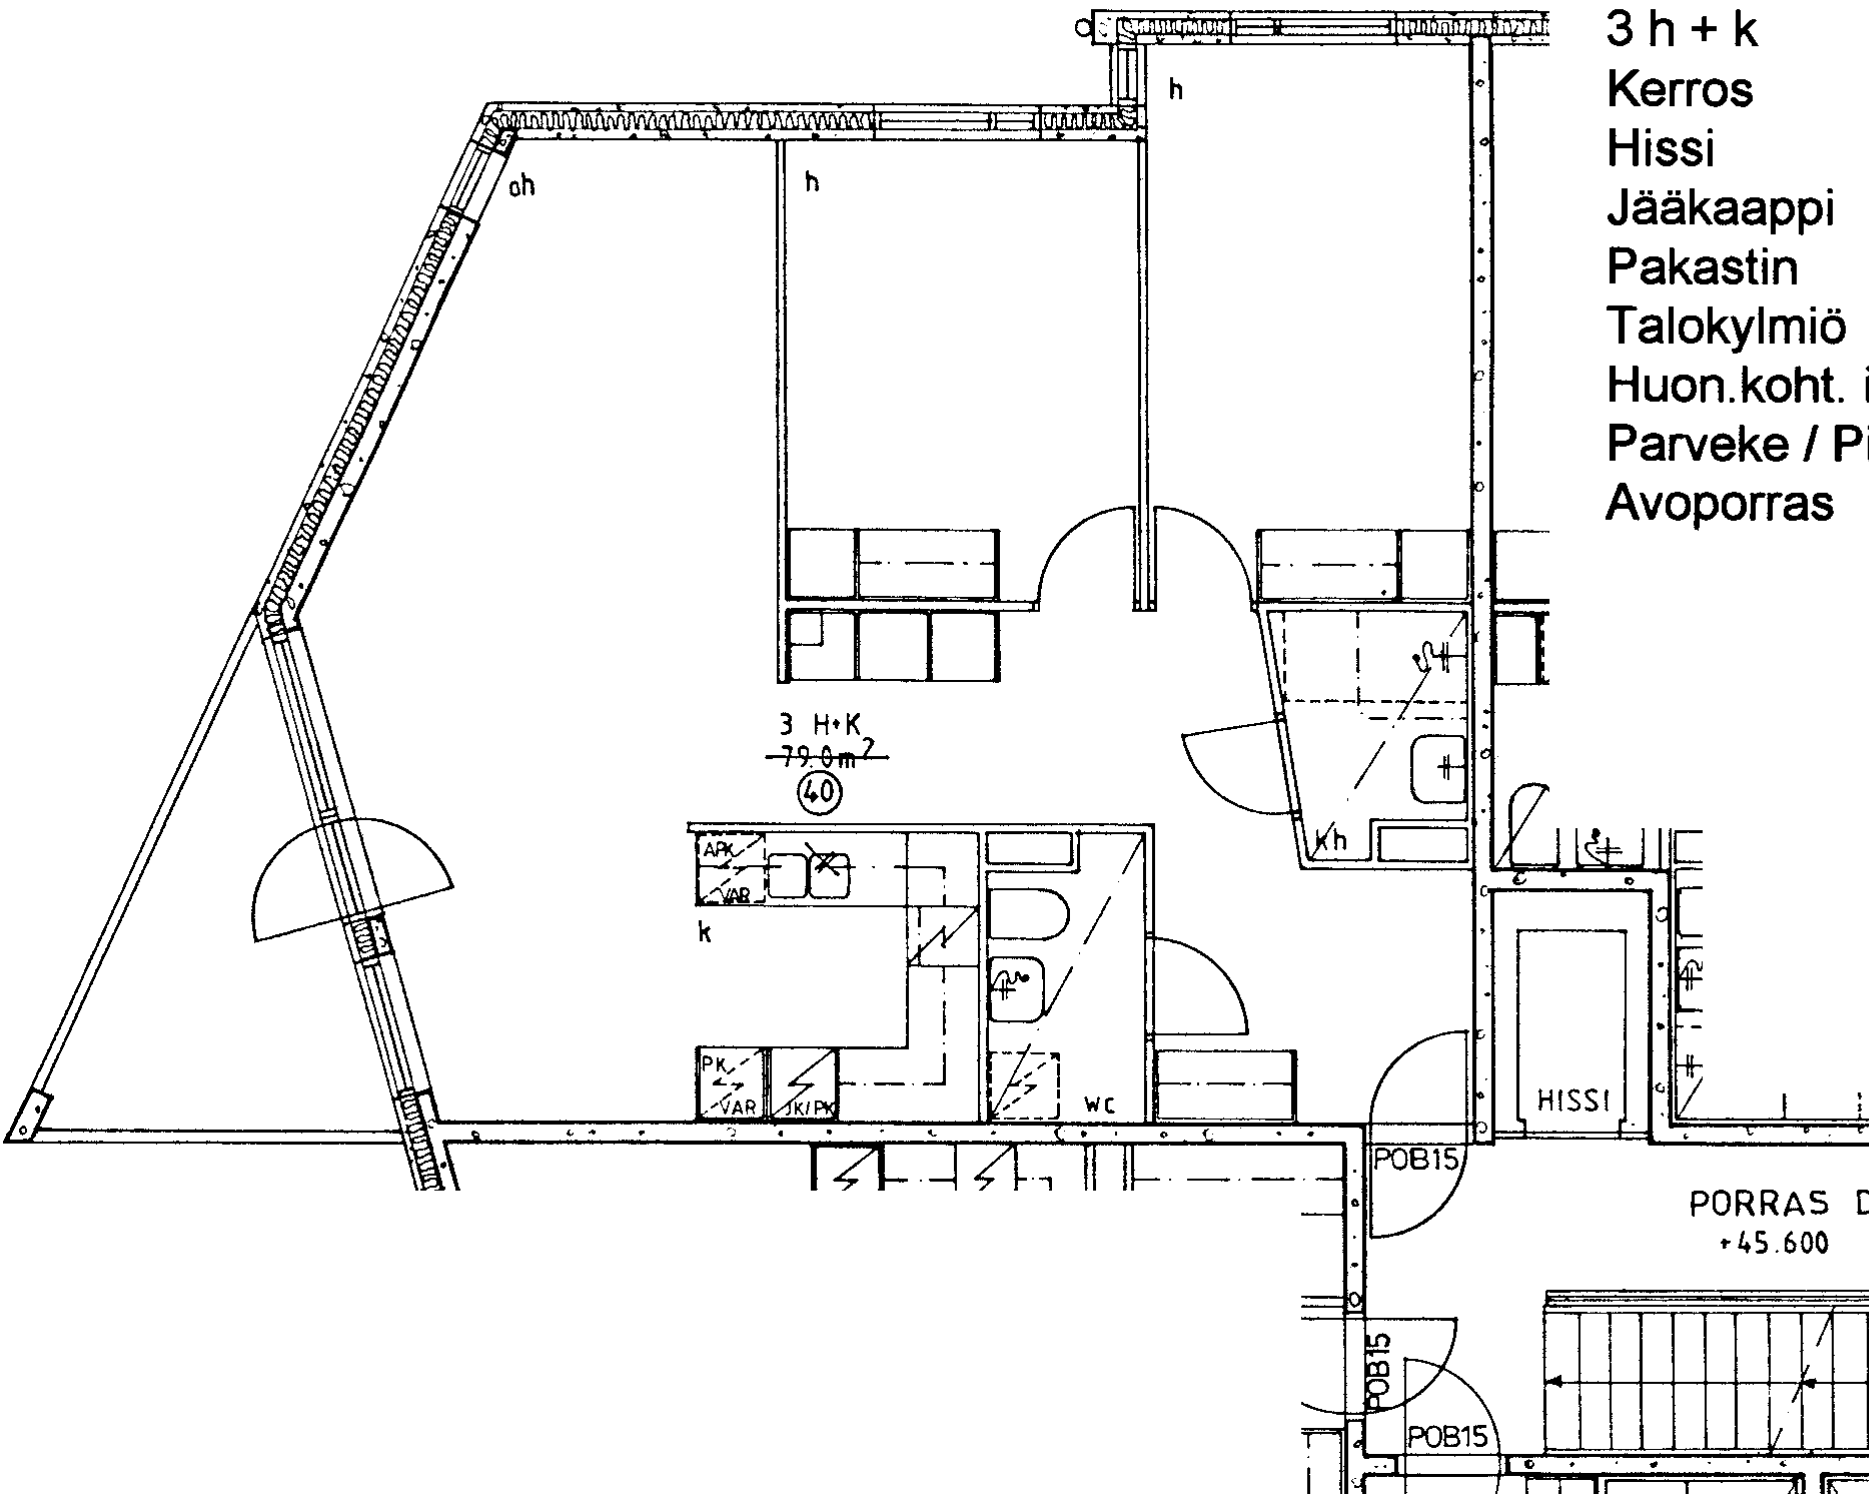 3 h + k
Kerros
Hissi
Jääkaappi
Pakastin
Talokylmiö
Huon.koht.
Parveke / Pi
Avoporras
h
oh
h
3 H+K
79.0m²
40
APK
VAR
k
kh
PK
VAR
JK/PK
WC
HISSI
POB15
PORRAS D
+45.600
POB15
POB15